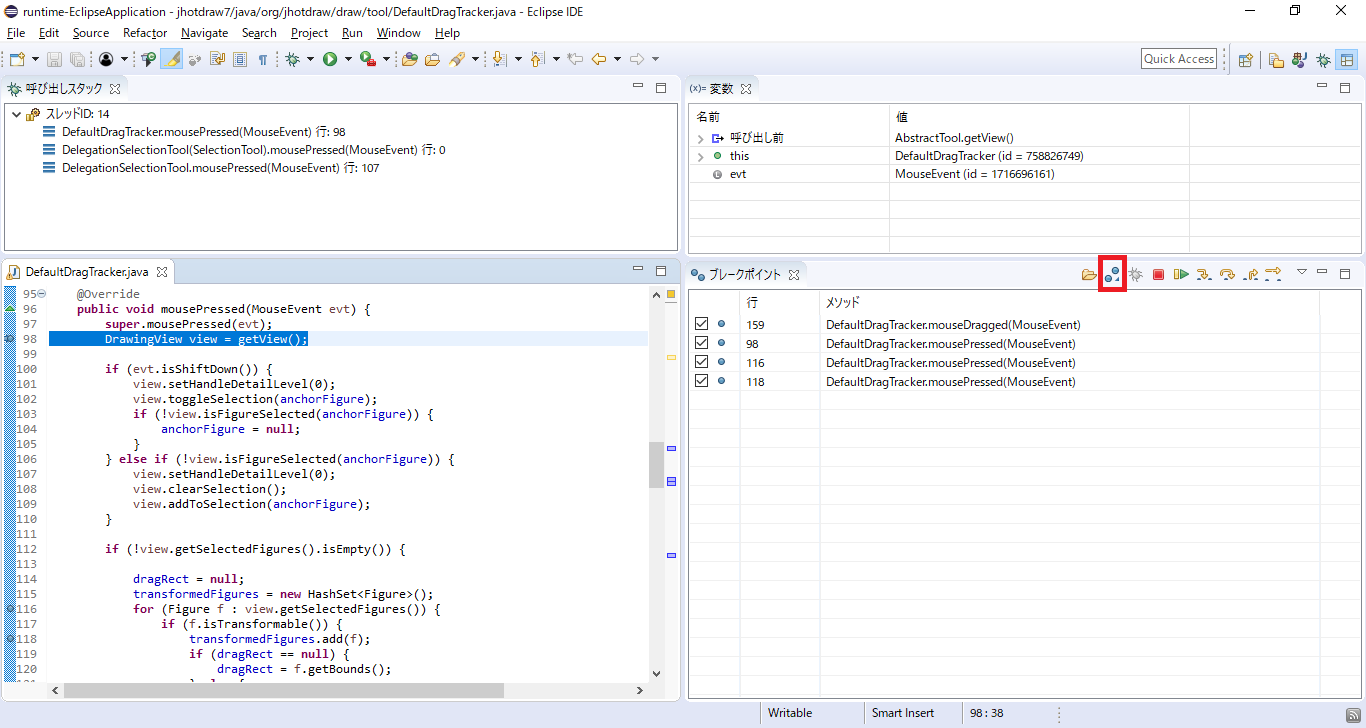 runtime-EclipseApplication - jhotdraw7/java/org/jhotdraw/draw/tool/DefaultDragTracker.java - Eclipse IDE
File Edit Source Refactor Navigate Search Project Run Window Help
Quick Access
呼び出しスタック
スレッドID: 14
DefaultDragTracker.mousePressed(MouseEvent) 行: 98
DelegationSelectionTool(SelectionTool).mousePressed(MouseEvent) 行: 0
DelegationSelectionTool.mousePressed(MouseEvent) 行: 107
(x)= 変数
名前 値
呼び出し前 AbstractTool.getView()
this DefaultDragTracker (id = 758826749)
evt MouseEvent (id = 1716696161)
DefaultDragTracker.java
95 @Override
96 public void mousePressed(MouseEvent evt) {
97 super.mousePressed(evt);
98 DrawingView view = getView();
99
100 if (evt.isShiftDown()) {
101 view.setHandleDetailLevel(0);
102 view.toggleSelection(anchorFigure);
103 if (!view.isFigureSelected(anchorFigure)) {
104 anchorFigure = null;
105 }
106 } else if (!view.isFigureSelected(anchorFigure)) {
107 view.setHandleDetailLevel(0);
108 view.clearSelection();
109 view.addToSelection(anchorFigure);
110 }
111
112 if (!view.getSelectedFigures().isEmpty()) {
113
114 dragRect = null;
115 transformedFigures = new HashSet<Figure>();
116 for (Figure f : view.getSelectedFigures()) {
117 if (f.isTransformable()) {
118 transformedFigures.add(f);
119 if (dragRect == null) {
120 dragRect = f.getBounds();
ブレークポイント
行 メソッド
159 DefaultDragTracker.mouseDragged(MouseEvent)
98 DefaultDragTracker.mousePressed(MouseEvent)
116 DefaultDragTracker.mousePressed(MouseEvent)
118 DefaultDragTracker.mousePressed(MouseEvent)
Writable Smart Insert 98 : 38